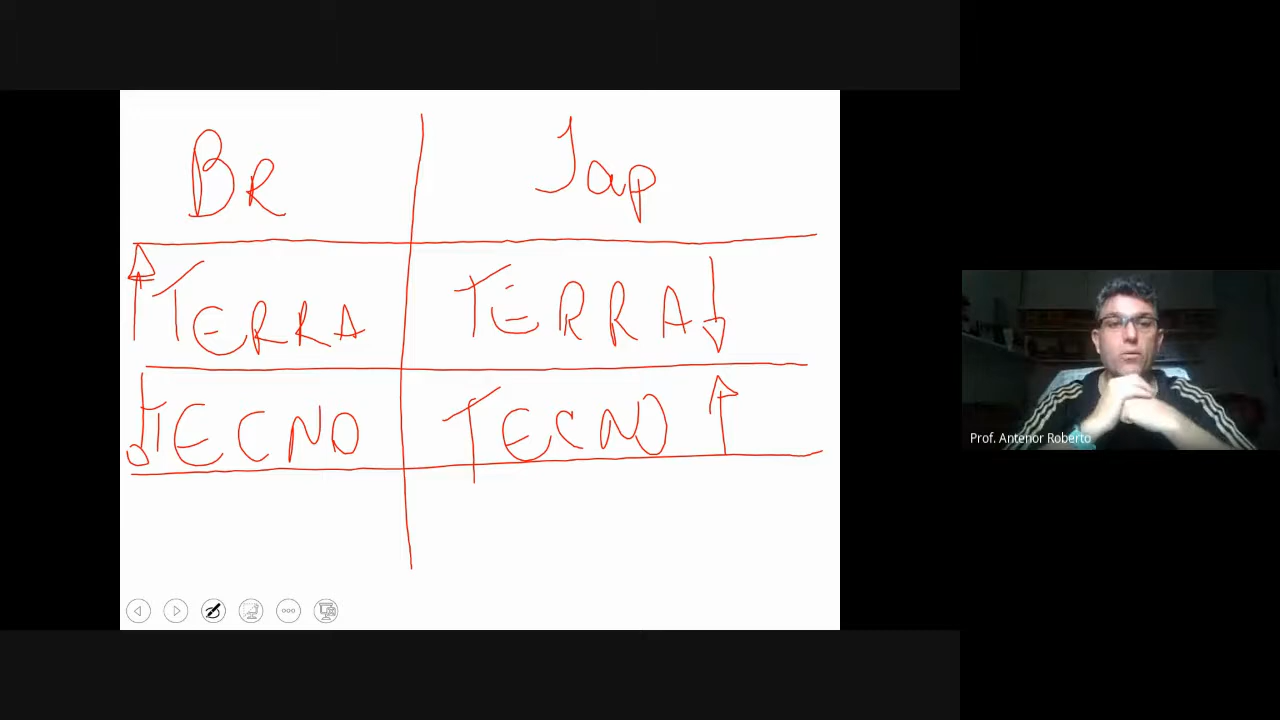 BR Jap
↑TERRA TERRA↓
↓TECNO TECNO↑
Prof. Antenor Roberto